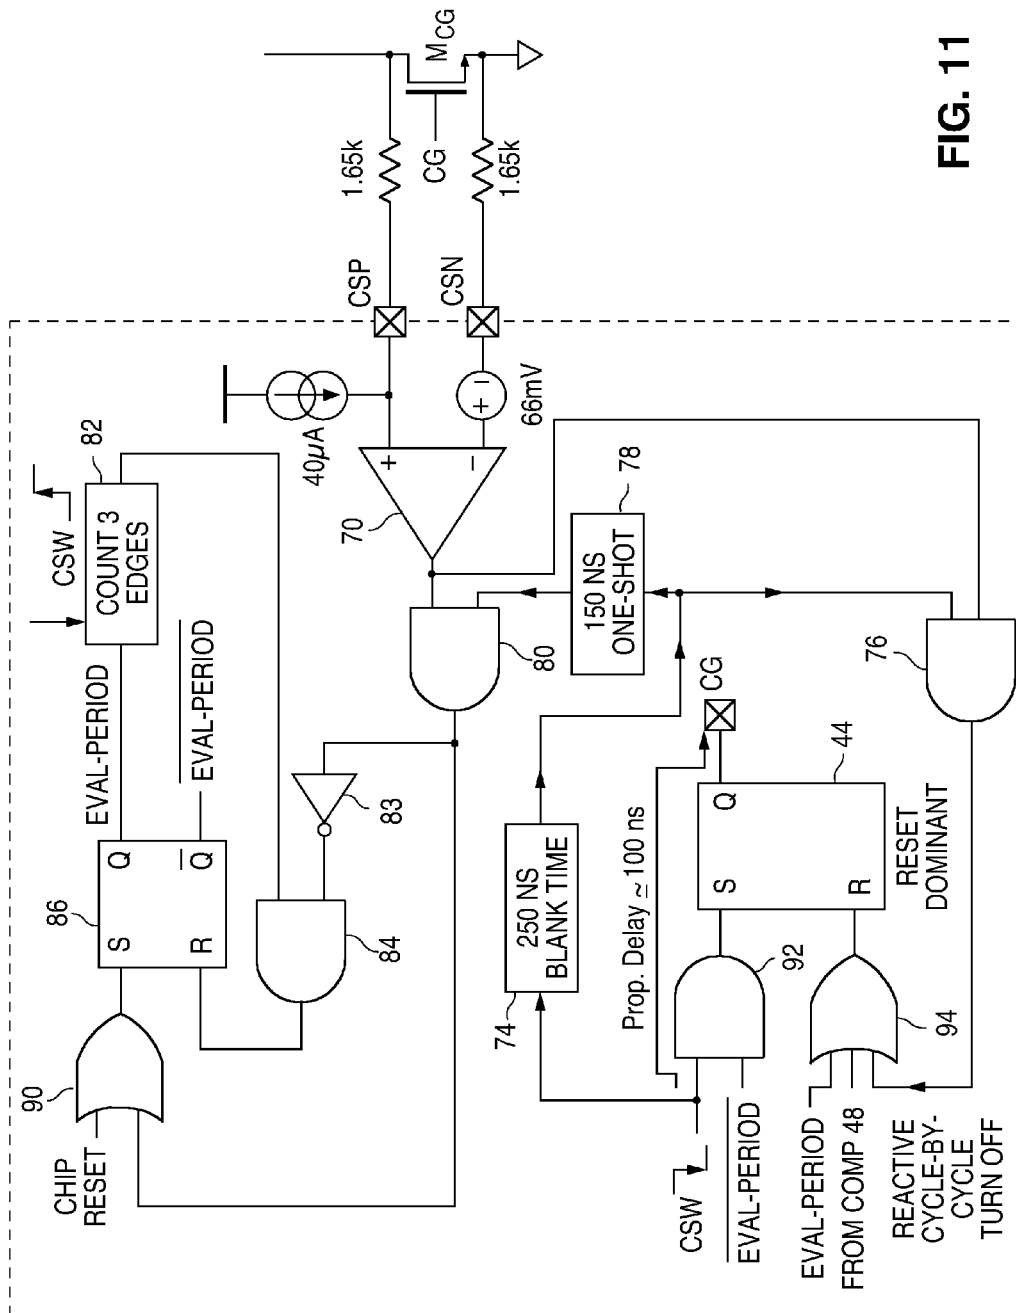 CHIP
RESET
90
S
R
86
Q
Q
EVAL-PERIOD
EVAL-PERIOD
CSW
COUNT 3
EDGES
82
84
83
80
70
+
−
40µA
+
−
66mV
CSP
CSN
1.65k
1.65k
CG
MCG
74
250 NS
BLANK TIME
150 NS
ONE-SHOT
78
Prop. Delay ≃ 100 ns
CSW
EVAL-PERIOD
92
S
R
Q
44
RESET
DOMINANT
CG
76
EVAL-PERIOD
FROM COMP 48
REACTIVE
CYCLE-BY-
CYCLE
TURN OFF
94
FIG. 11